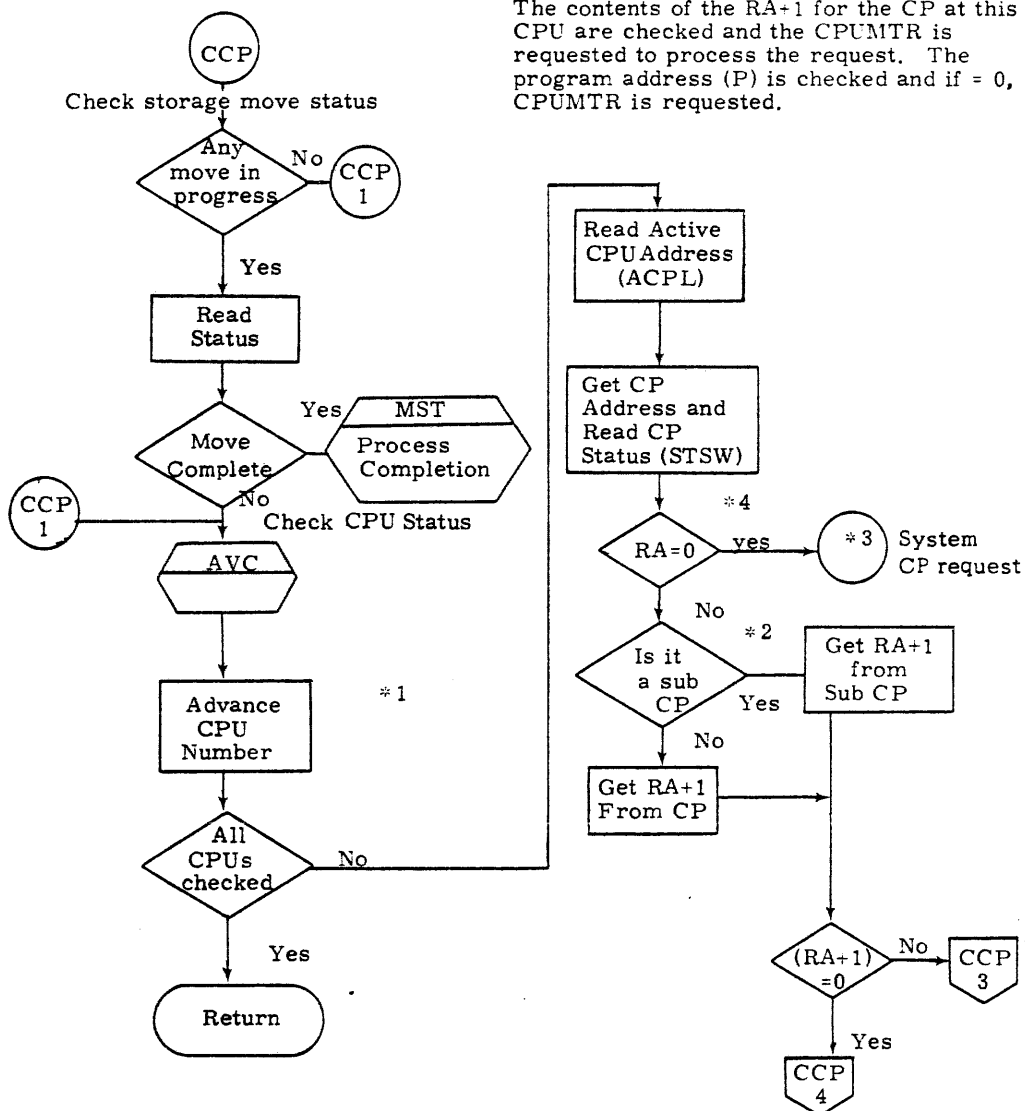 The contents of the RA+1 for the CP at this
CPU are checked and the CPUMTR is
requested to process the request. The
program address (P) is checked and if = 0,
CPUMTR is requested.
CCP
Check storage move status
Any
move in
progress
No
CCP
1
Yes
Read
Status
Move
Complete
Yes
MST
Process
Completion
No
CCP
1
Check CPU Status
AVC
Advance
CPU
Number
*1
All
CPUs
checked
No
Yes
Return
Read Active
CPU Address
(ACPL)
Get CP
Address and
Read CP
Status (STSW)
*4
RA=0
yes
*3
System
CP request
No
*2
Is it
a sub
CP
Yes
Get RA+1
from
Sub CP
No
Get RA+1
From CP
(RA+1)
=0
No
CCP
3
Yes
CCP
4